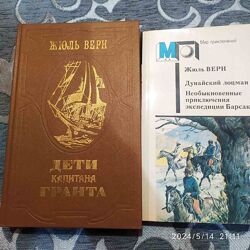 ЖЮЛЬ ВЕРН
ДЕТИ
КАПИТАНА
ГРАНТА
МП
Мир приключений
Жюль ВЕРН
Дунайский лоцман
Необыкновенные
приключения
экспедиции Барсака
2024/5/14 21:11